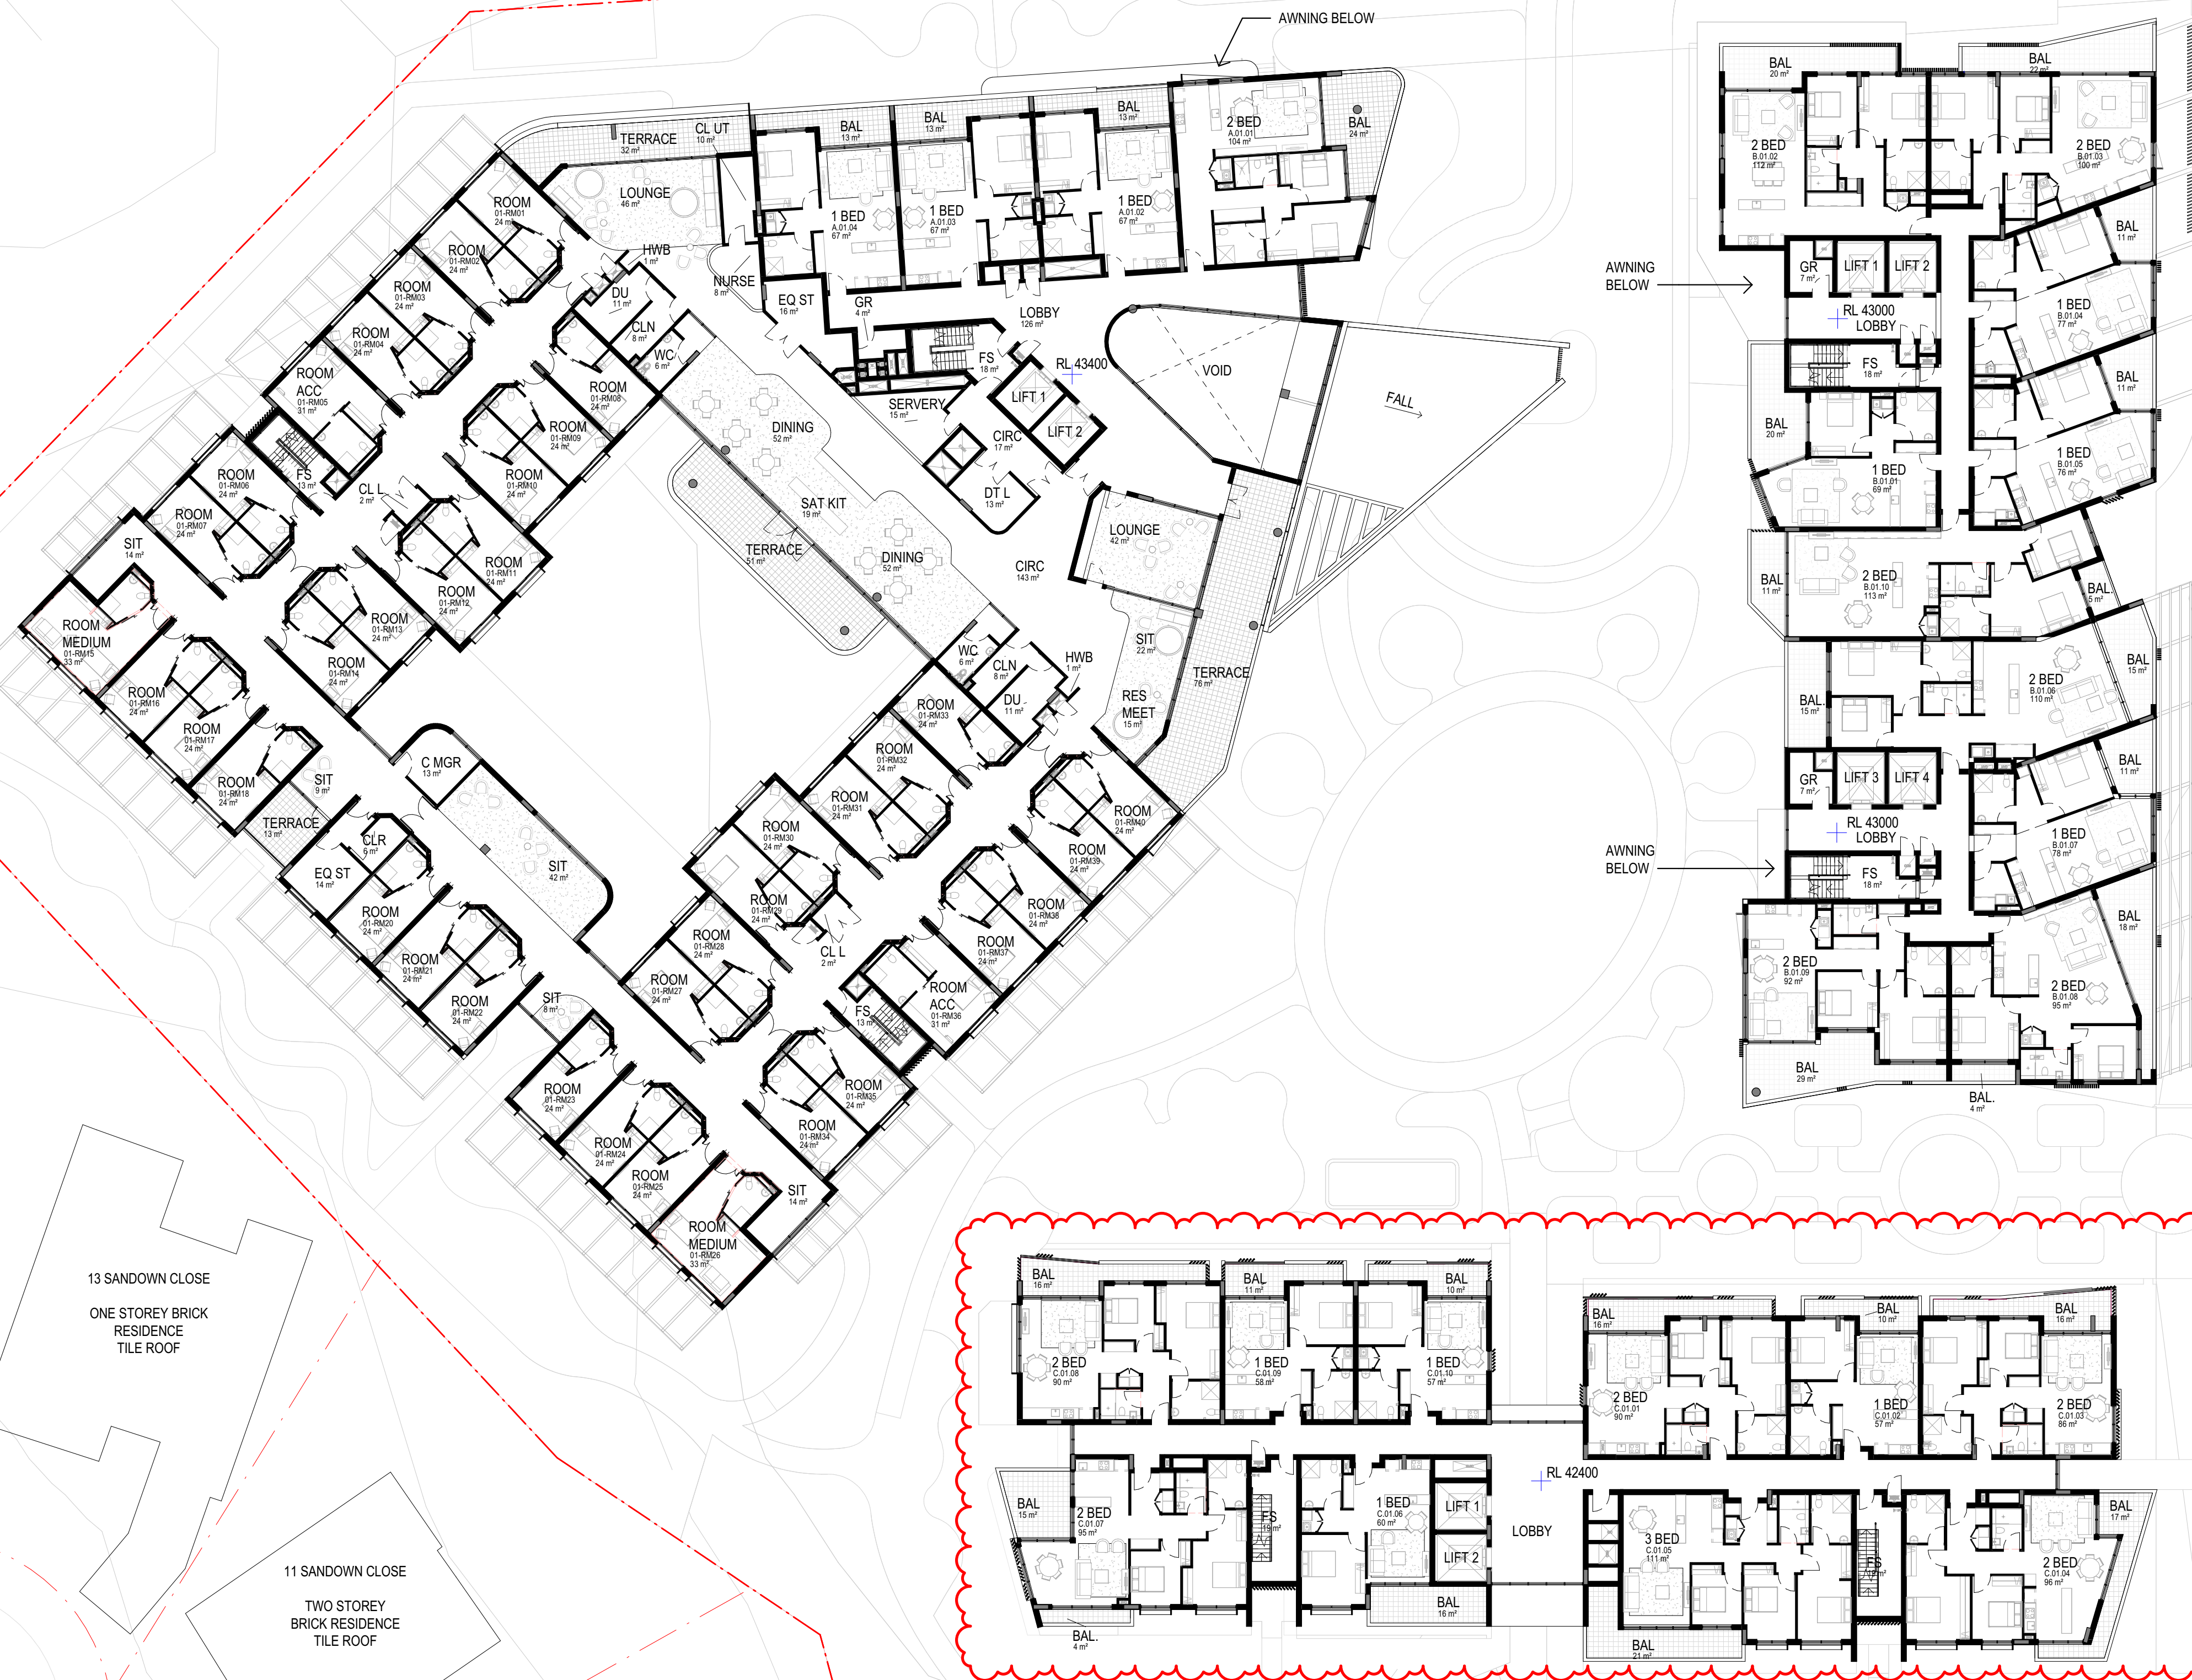 AWNING BELOW
TERRACE
32 m²
CL UT
10 m²
BAL
13 m²
BAL
13 m²
BAL
13 m²
2 BED
A.01.01
104 m²
BAL
24 m²
LOUNGE
46 m²
1 BED
A.01.04
67 m²
1 BED
A.01.03
67 m²
1 BED
A.01.02
67 m²
ROOM
01-RM01
24 m²
ROOM
01-RM02
24 m²
ROOM
01-RM03
24 m²
ROOM
01-RM04
24 m²
ROOM
ACC
01-RM05
31 m²
HWB
1 m²
DU
11 m²
CLN
8 m²
WC
6 m²
NURSE
8 m²
EQ ST
16 m²
GR
4 m²
LOBBY
126 m²
FS
18 m²
RL 43400
LIFT 1
LIFT 2
VOID
FALL
SERVERY
15 m²
CIRC
17 m²
DT L
13 m²
ROOM
01-RM08
24 m²
ROOM
01-RM09
24 m²
ROOM
01-RM10
24 m²
DINING
52 m²
SAT KIT
19 m²
DINING
52 m²
TERRACE
51 m²
LOUNGE
42 m²
CIRC
143 m²
FS
13 m²
CL L
2 m²
ROOM
01-RM06
24 m²
ROOM
01-RM07
24 m²
SIT
14 m²
ROOM
01-RM11
24 m²
ROOM
01-RM12
24 m²
ROOM
01-RM13
24 m²
ROOM
01-RM14
24 m²
ROOM
MEDIUM
01-RM15
33 m²
ROOM
01-RM16
24 m²
ROOM
01-RM17
24 m²
ROOM
01-RM18
24 m²
SIT
9 m²
TERRACE
13 m²
C MGR
13 m²
CLR
6 m²
EQ ST
14 m²
SIT
42 m²
ROOM
01-RM20
24 m²
ROOM
01-RM21
24 m²
ROOM
01-RM22
24 m²
SIT
8 m²
ROOM
01-RM23
24 m²
ROOM
01-RM24
24 m²
ROOM
01-RM25
24 m²
ROOM
MEDIUM
01-RM26
33 m²
SIT
14 m²
WC
6 m²
CLN
8 m²
DU
11 m²
HWB
1 m²
SIT
22 m²
RES
MEET
15 m²
TERRACE
76 m²
ROOM
01-RM33
24 m²
ROOM
01-RM32
24 m²
ROOM
01-RM31
24 m²
ROOM
01-RM30
24 m²
ROOM
01-RM29
24 m²
CL L
2 m²
ROOM
01-RM28
24 m²
ROOM
01-RM27
24 m²
ROOM
01-RM40
24 m²
ROOM
01-RM39
24 m²
ROOM
01-RM38
24 m²
ROOM
01-RM37
24 m²
ROOM
ACC
01-RM36
31 m²
FS
13 m²
ROOM
01-RM35
24 m²
ROOM
01-RM34
24 m²
BAL
20 m²
BAL
22 m²
2 BED
B.01.02
112 m²
2 BED
B.01.03
100 m²
BAL
11 m²
AWNING
BELOW
GR
7 m²
LIFT 1
LIFT 2
RL 43000
LOBBY
1 BED
B.01.04
77 m²
FS
18 m²
BAL
11 m²
BAL
20 m²
1 BED
B.01.01
69 m²
1 BED
B.01.05
76 m²
BAL
11 m²
2 BED
B.01.10
113 m²
BAL.
5 m²
BAL.
15 m²
2 BED
B.01.06
110 m²
BAL
15 m²
GR
7 m²
LIFT 3
LIFT 4
BAL
11 m²
RL 43000
LOBBY
1 BED
B.01.07
78 m²
AWNING
BELOW
FS
18 m²
BAL
18 m²
2 BED
B.01.09
92 m²
2 BED
B.01.08
95 m²
BAL
29 m²
BAL.
4 m²
BAL
16 m²
BAL
11 m²
BAL
10 m²
2 BED
C.01.08
90 m²
1 BED
C.01.09
58 m²
1 BED
C.01.10
57 m²
BAL
16 m²
BAL
10 m²
BAL
16 m²
2 BED
C.01.01
90 m²
1 BED
C.01.02
57 m²
2 BED
C.01.03
86 m²
RL 42400
BAL
15 m²
2 BED
C.01.07
95 m²
FS
19 m²
1 BED
C.01.06
60 m²
LIFT 1
LIFT 2
LOBBY
3 BED
C.01.05
111 m²
FS
2 BED
C.01.04
96 m²
BAL
17 m²
BAL.
4 m²
BAL
16 m²
BAL
21 m²
13 SANDOWN CLOSE
ONE STOREY BRICK
RESIDENCE
TILE ROOF
11 SANDOWN CLOSE
TWO STOREY
BRICK RESIDENCE
TILE ROOF